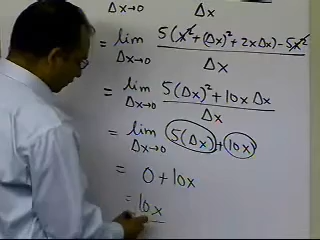 Δx→0 Δx
= lim Δx→0 5(x²+(Δx)²+2xΔx)-5x² / Δx
= lim Δx→0 5(Δx)²+10xΔx / Δx
= lim Δx→0 5(Δx)+10x
= 0+10x
= 10x